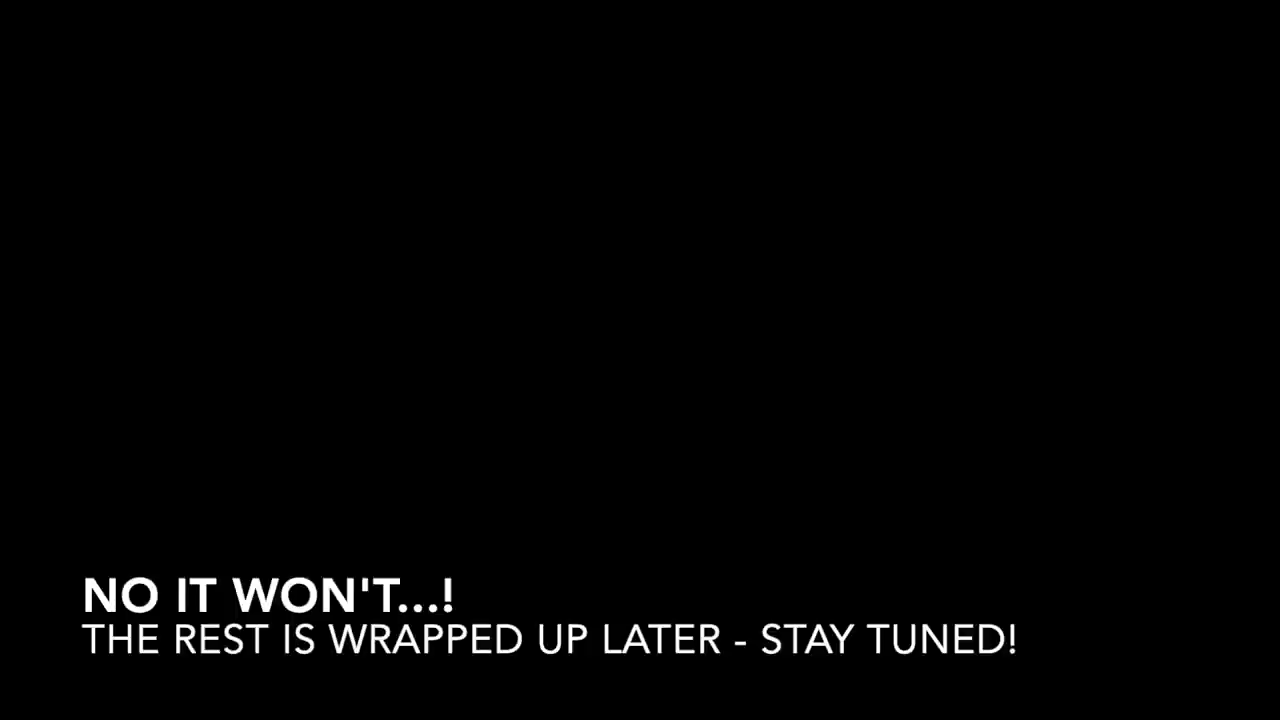 NO IT WON'T...!
THE REST IS WRAPPED UP LATER - STAY TUNED!